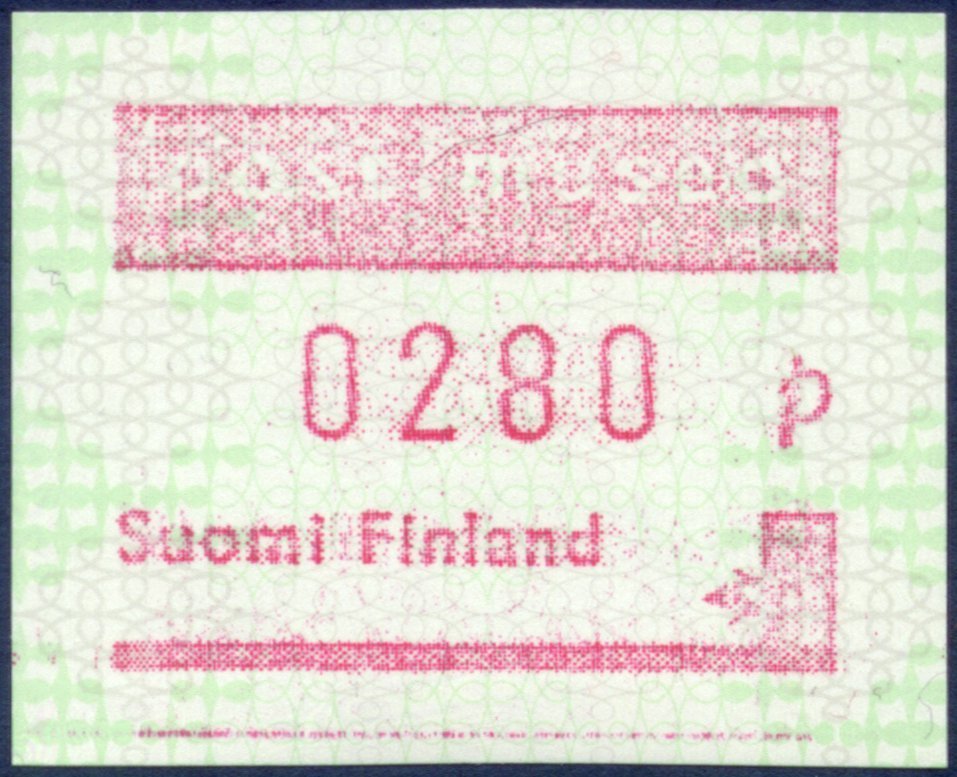 postimuseo
0280 p
Suomi Finland